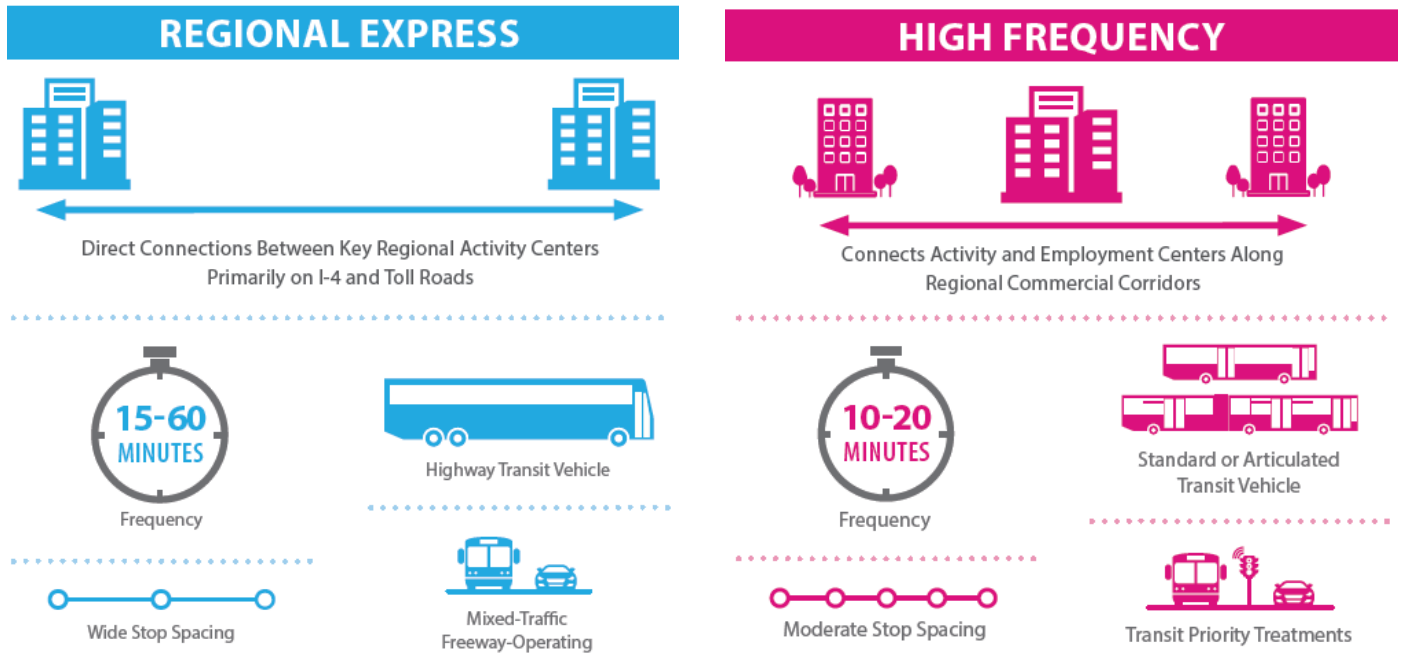 REGIONAL EXPRESS
Direct Connections Between Key Regional Activity Centers
Primarily on I-4 and Toll Roads
15-60
MINUTES
Frequency
Highway Transit Vehicle
Wide Stop Spacing
Mixed-Traffic
Freeway-Operating
HIGH FREQUENCY
Connects Activity and Employment Centers Along
Regional Commercial Corridors
10-20
MINUTES
Frequency
Standard or Articulated
Transit Vehicle
Moderate Stop Spacing
Transit Priority Treatments